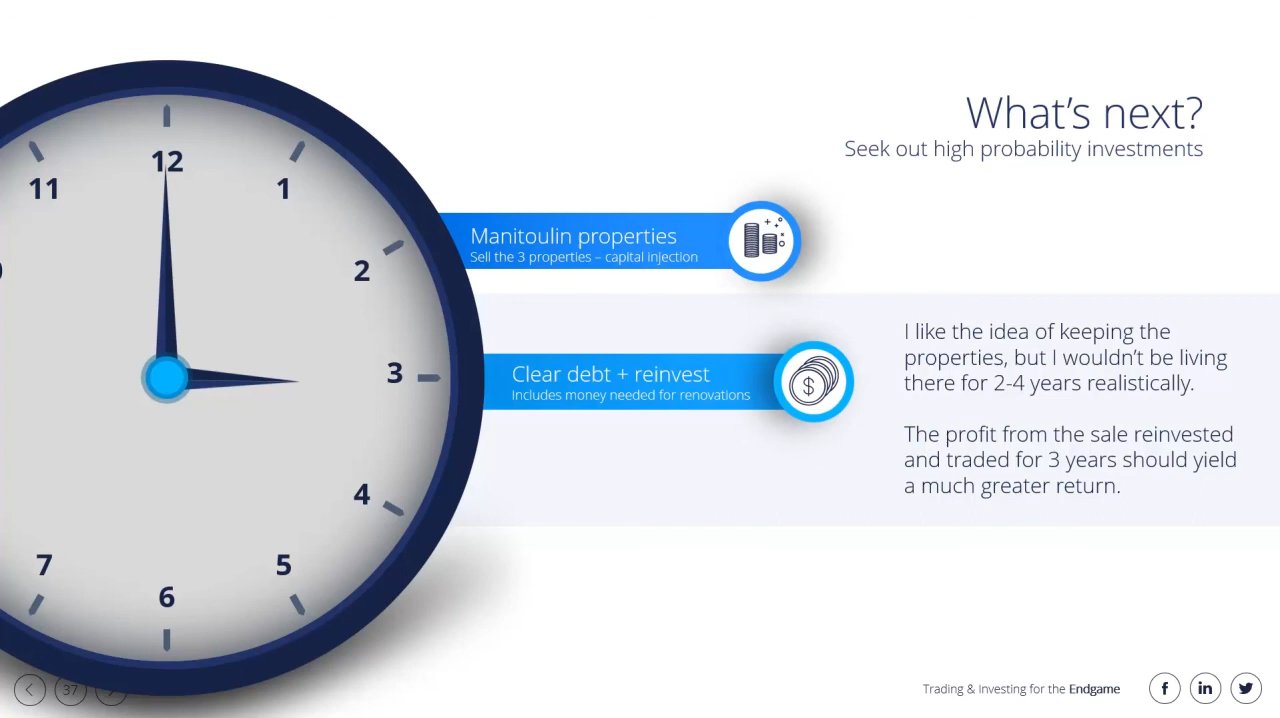 What's next?
Seek out high probability investments
12
11
1
2
3
4
5
6
7
Manitoulin properties
Sell the 3 properties – capital injection
Clear debt + reinvest
Includes money needed for renovations
$
I like the idea of keeping the
properties, but I wouldn't be living
there for 2-4 years realistically.
The profit from the sale reinvested
and traded for 3 years should yield
a much greater return.
37
Trading & Investing for the Endgame